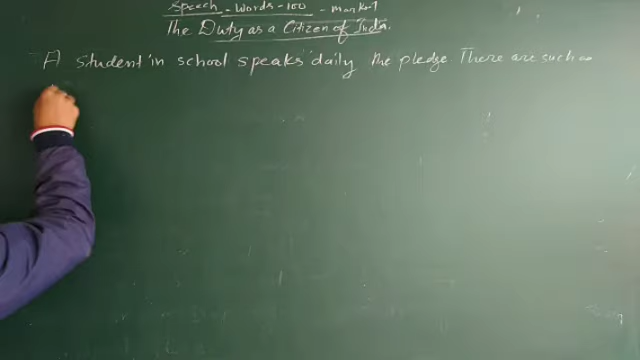 Speech - Words - 100 - mark-1
The Duty as a Citizen of India.
A student in school speaks daily the pledge. There are such